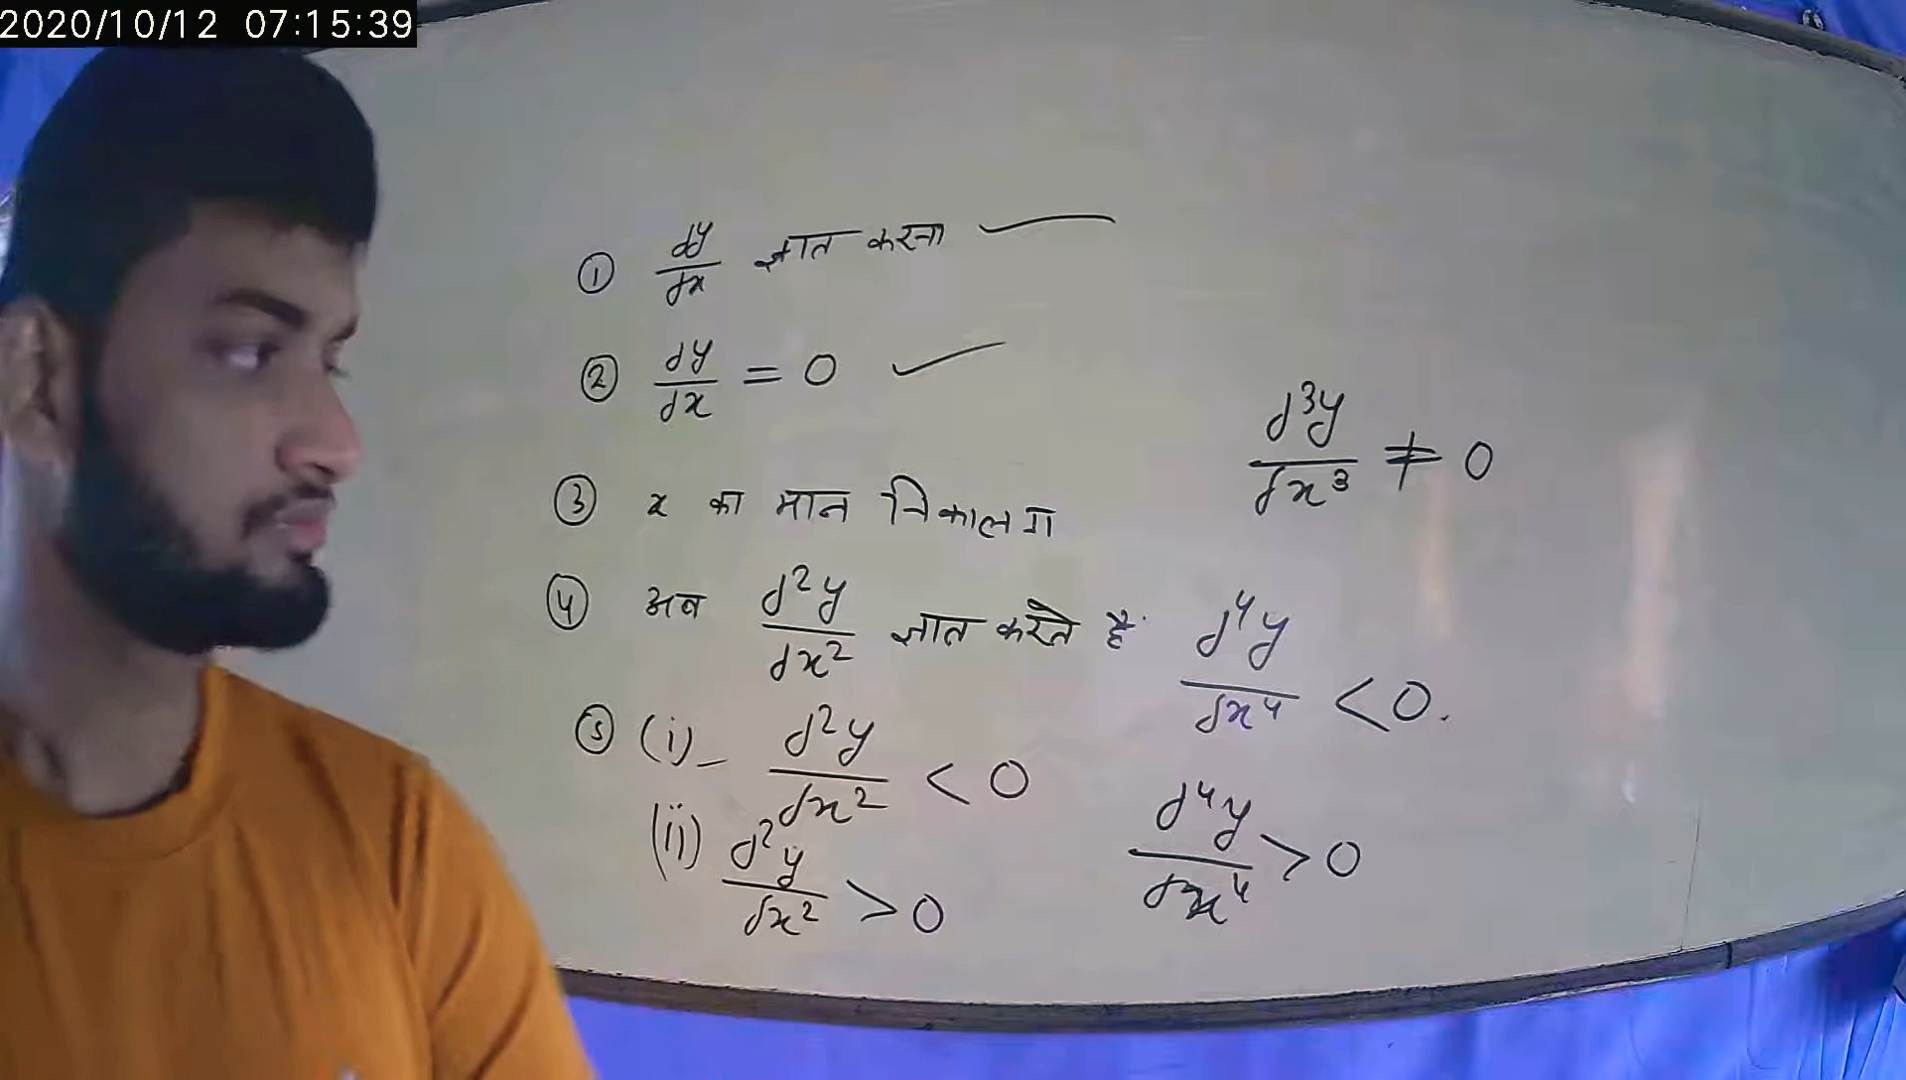 2020/10/12 07:15:39
① dy/dx ज्ञात करना
② dy/dx = 0 ✓
③ x का मान निकालना
④ अब d²y/dx² ज्ञात करते है
⑤ (i)- d²y/dx² < 0
(ii) d²y/dx² > 0
d³y/dx³ ≠ 0
d⁴y/dx⁴ < 0.
d⁴y/dx⁴ > 0